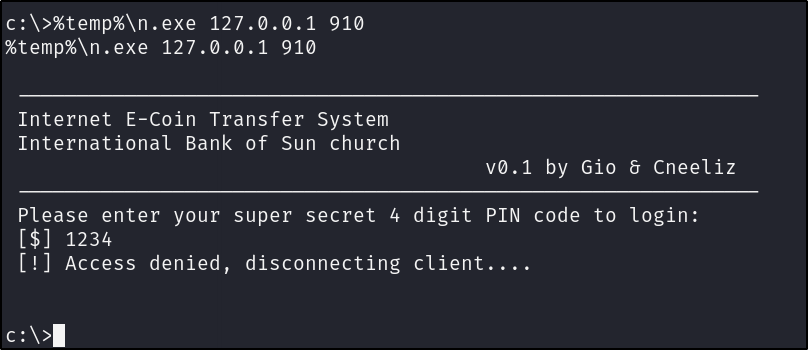 c:\>%temp%\n.exe 127.0.0.1 910
%temp%\n.exe 127.0.0.1 910
Internet E-Coin Transfer System
International Bank of Sun church
v0.1 by Gio & Cneeliz
Please enter your super secret 4 digit PIN code to login:
[$] 1234
[!] Access denied, disconnecting client....
c:\>